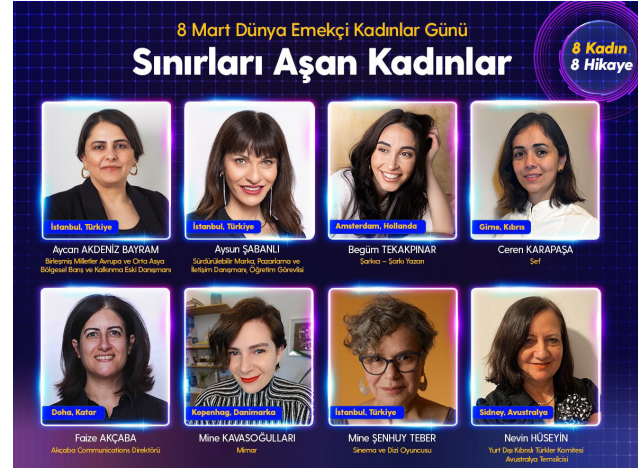 8 Mart Dünya Emekçi Kadınlar Günü
Sınırları Aşan Kadınlar
8 Kadın
8 Hikaye
İstanbul, Türkiye
Aycan AKDENİZ BAYRAM
Birleşmiş Milletler Avrupa ve Orta Asya
Bölgesel Barış ve Kalkınma Eski Danışmanı
İstanbul, Türkiye
Aysun ŞABANLI
Sürdürülebilir Marka, Pazarlama ve
İletişim Danışmanı, Öğretim Görevlisi
Amsterdam, Hollanda
Begüm TEKAKPINAR
Şarkıcı – Şarkı Yazarı
Girne, Kıbrıs
Ceren KARAPAŞA
Şef
Doha, Katar
Faize AKÇABA
Akçaba Communications Direktörü
Kopenhag, Danimarka
Mine KAVASOĞULLARI
Mimar
İstanbul, Türkiye
Mine ŞENHUY TEBER
Sinema ve Dizi Oyuncusu
Sidney, Avustralya
Nevin HÜSEYİN
Yurt Dışı Kıbrıslı Türkler Komitesi
Avustralya Temsilcisi